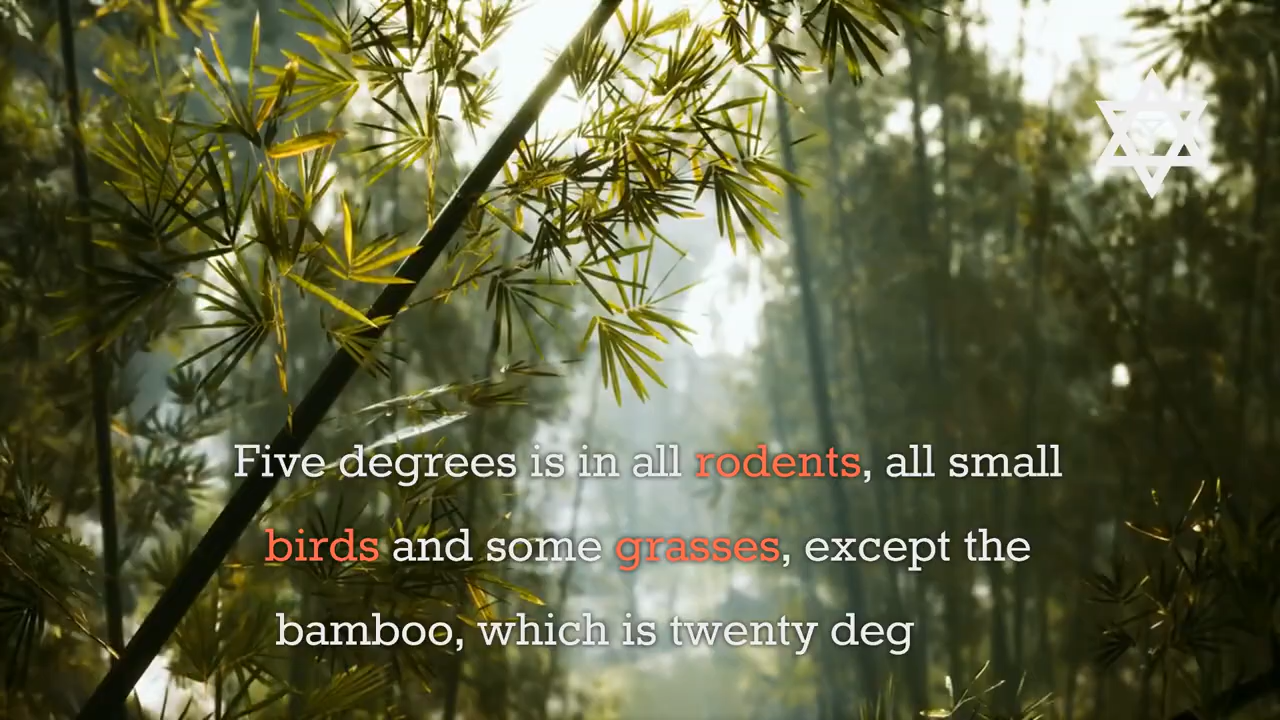 Five degrees is in all rodents, all small
birds and some grasses, except the
bamboo, which is twenty deg